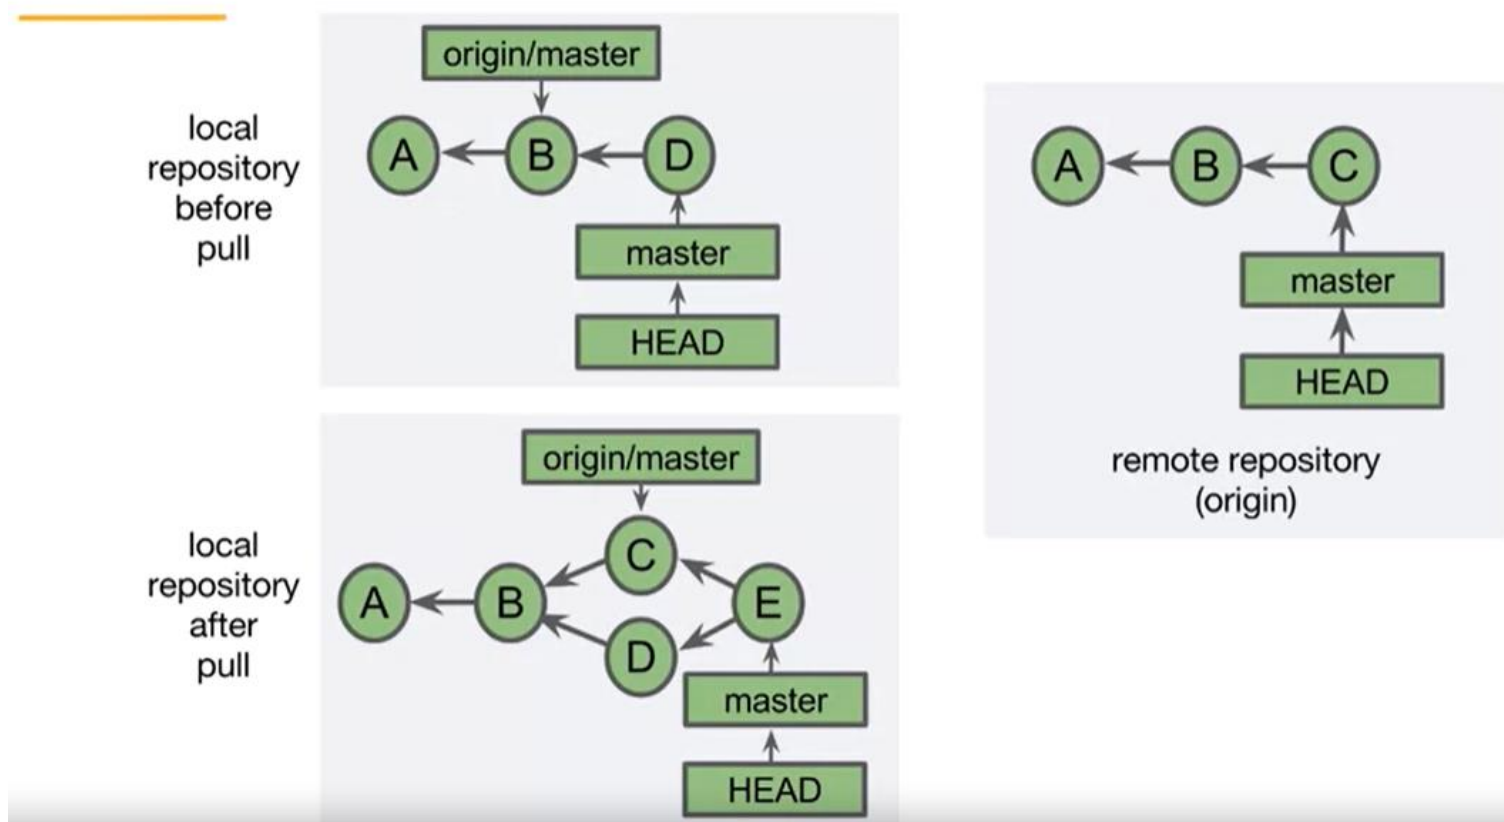 origin/master
local
repository
before
pull
A
B
D
master
HEAD
A
B
C
master
HEAD
remote repository
(origin)
origin/master
local
repository
after
pull
A
B
C
D
E
master
HEAD